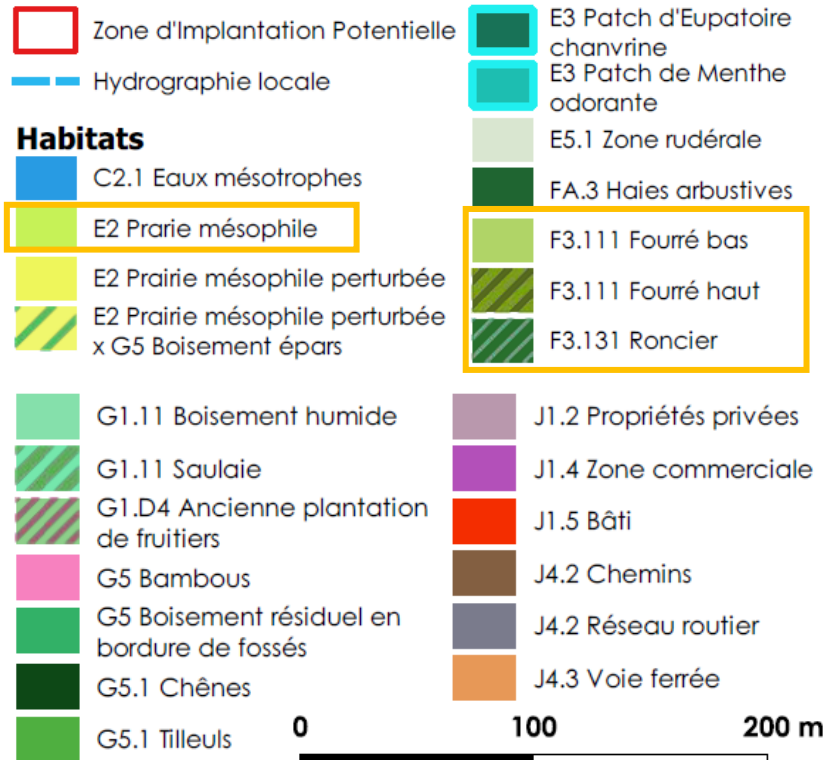 Zone d'Implantation Potentielle
Hydrographie locale
Habitats
C2.1 Eaux mésotrophes
E2 Prarie mésophile
E2 Prairie mésophile perturbée
E2 Prairie mésophile perturbée
x G5 Boisement épars
E3 Patch d'Eupatoire
chanvrine
E3 Patch de Menthe
odorante
E5.1 Zone rudérale
FA.3 Haies arbustives
F3.111 Fourré bas
F3.111 Fourré haut
F3.131 Roncier
G1.11 Boisement humide
G1.11 Saulaie
G1.D4 Ancienne plantation
de fruitiers
G5 Bambous
G5 Boisement résiduel en
bordure de fossés
G5.1 Chênes
G5.1 Tilleuls
J1.2 Propriétés privées
J1.4 Zone commerciale
J1.5 Bâti
J4.2 Chemins
J4.2 Réseau routier
J4.3 Voie ferrée
0 100 200 m